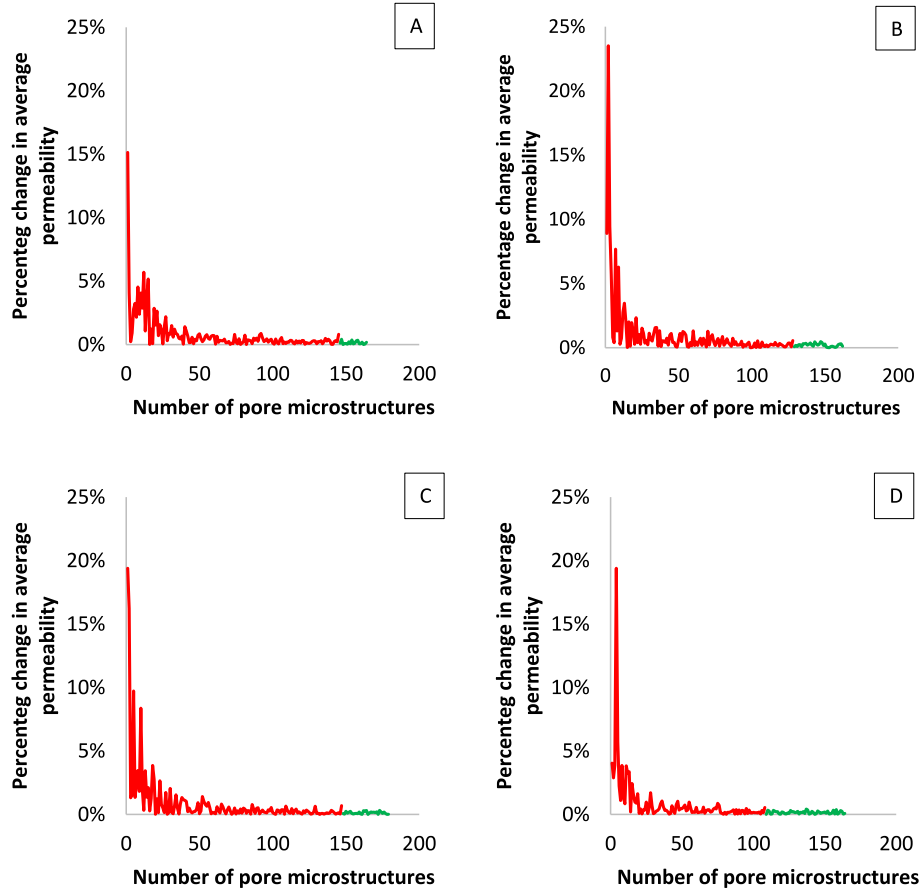 A
25%
20%
15%
10%
5%
0%
0 50 100 150 200
Penrcenteg change in average
permeability
Number of pore microstructures
B
25%
20%
15%
10%
5%
0%
0 50 100 150 200
Percentage change in average
permeability
Number of pore microstructures
C
25%
20%
15%
10%
5%
0%
0 50 100 150 200
Percenteg change in average
permeability
Number of pore microstructures
D
25%
20%
15%
10%
5%
0%
0 50 100 150 200
Percenteg change in average
permeability
Number of pore microstructures